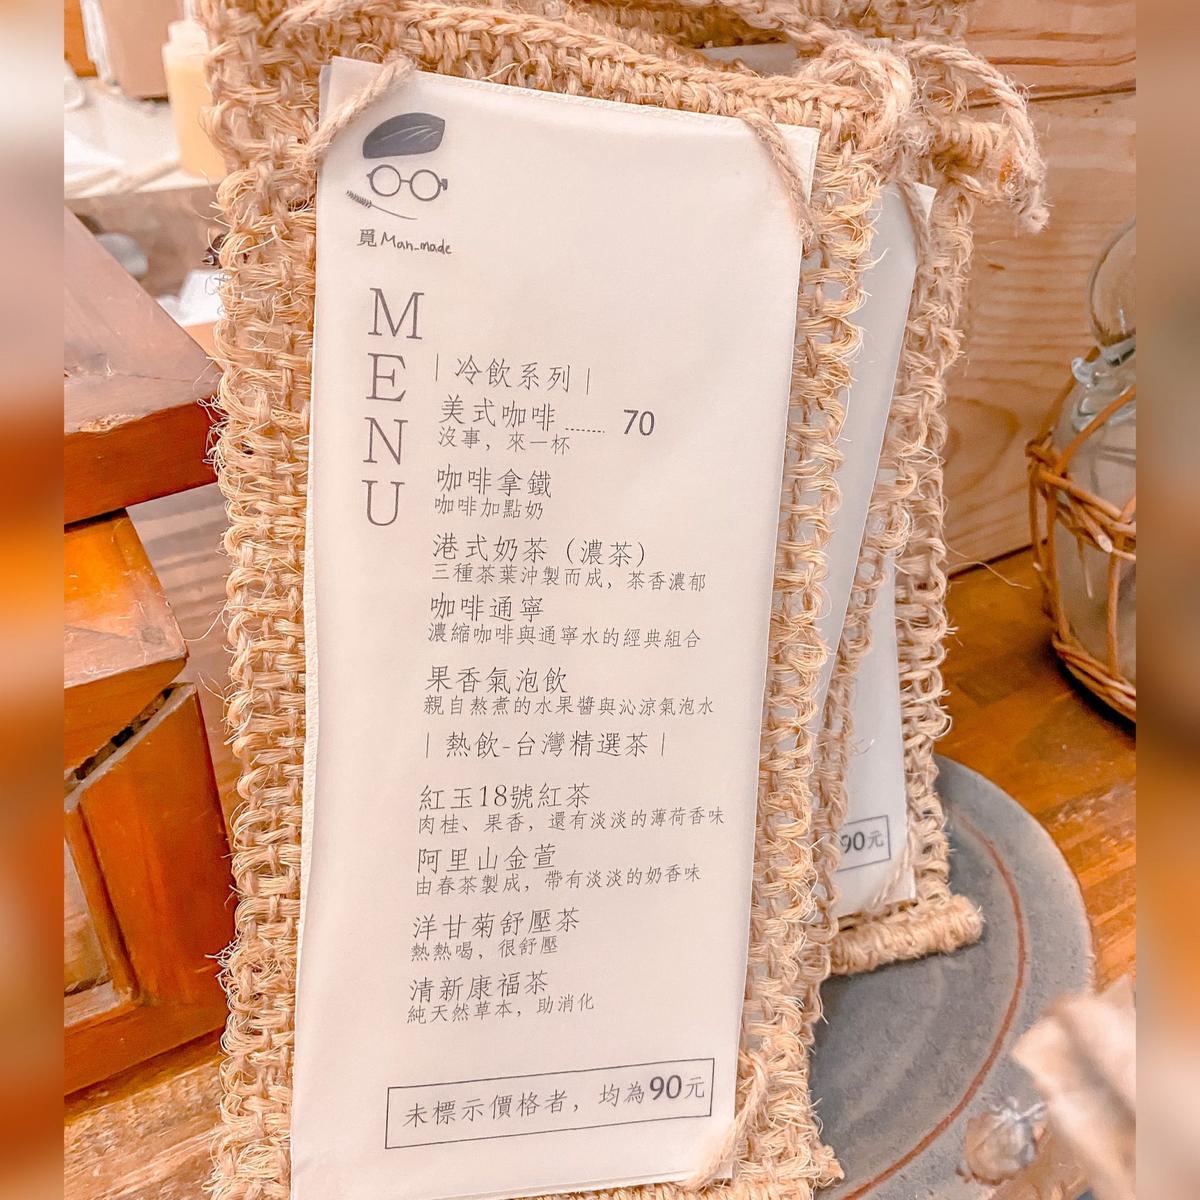 覓 Man_made
MENU
| 冷飲系列 |
美式咖啡 ........ 70
沒事，來一杯
咖啡拿鐵
咖啡加點奶
港式奶茶（濃茶）
三種茶葉沖製而成，茶香濃郁
咖啡通寧
濃縮咖啡與通寧水的經典組合
果香氣泡飲
親自熬煮的水果醬與沁涼氣泡水
| 熱飲-台灣精選茶 |
紅玉18號紅茶
肉桂、果香，還有淡淡的薄荷香味
阿里山金萱
由春茶製成，帶有淡淡的奶香味
洋甘菊舒壓茶
熱熱喝，很舒壓
清新康福茶
純天然草本，助消化
未標示價格者，均為90元
90元